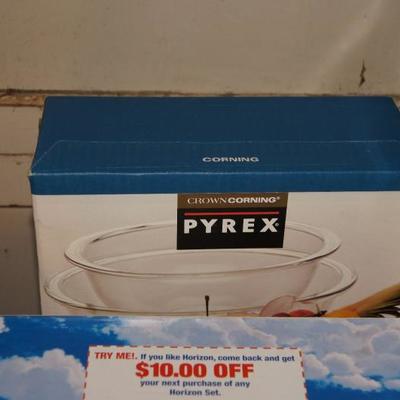 CORNING
CROWNCORNING®
PYREX®
TRY ME!. If you like Horizon, come back and get
$10.00 OFF
your next purchase of any
Horizon Set.